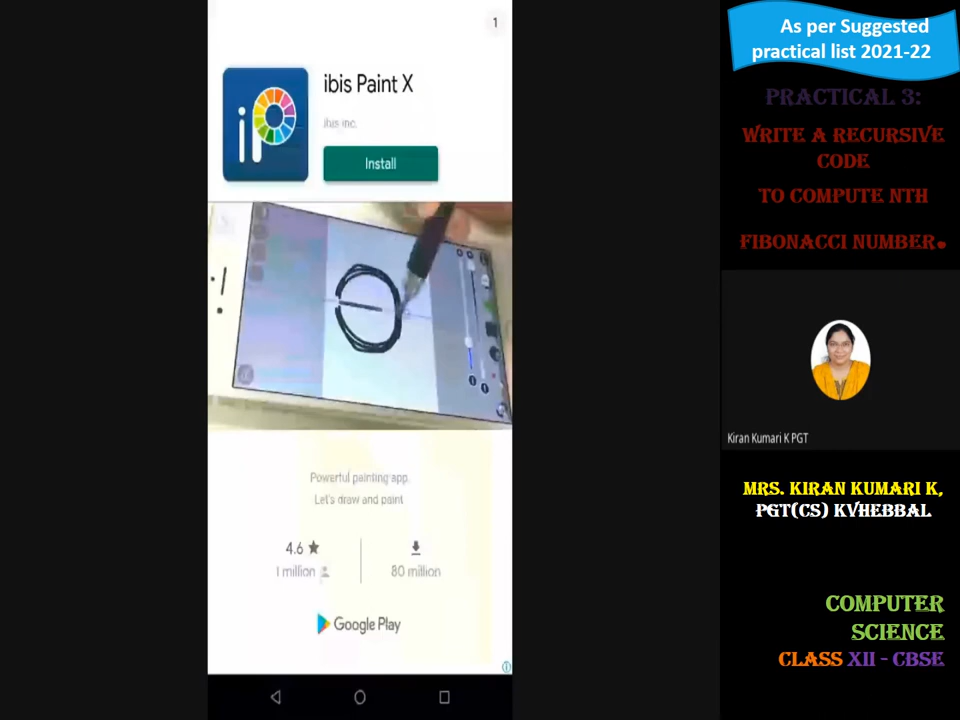 1
ibis Paint X
ibis inc.
Install
Powerful painting app.
Let's draw and paint
4.6 ★
1 million
80 million
Google Play
As per Suggested
practical list 2021-22
PRACTICAL 3:
WRITE A RECURSIVE
CODE
TO COMPUTE NTH
FIBONACCI NUMBER.
Kiran Kumari K PGT
MRS. KIRAN KUMARI K,
PGT(CS) KVHEBBAL
COMPUTER
SCIENCE
CLASS XII - CBSE